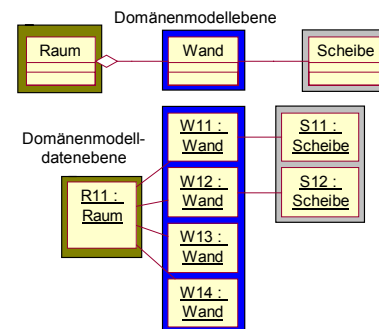 Domänenmodellebene
Raum
Wand
Scheibe
Domänenmodell-
datenebene
R11 :
Raum
W11 :
Wand
W12 :
Wand
W13 :
Wand
W14 :
Wand
S11 :
Scheibe
S12 :
Scheibe